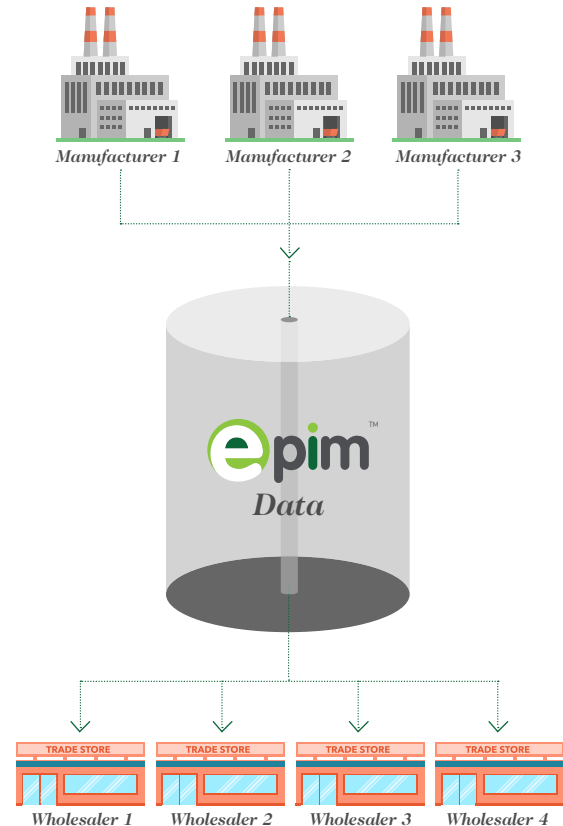 Manufacturer 1
Manufacturer 2
Manufacturer 3
epim™
Data
TRADE STORE
TRADE STORE
TRADE STORE
TRADE STORE
Wholesaler 1
Wholesaler 2
Wholesaler 3
Wholesaler 4